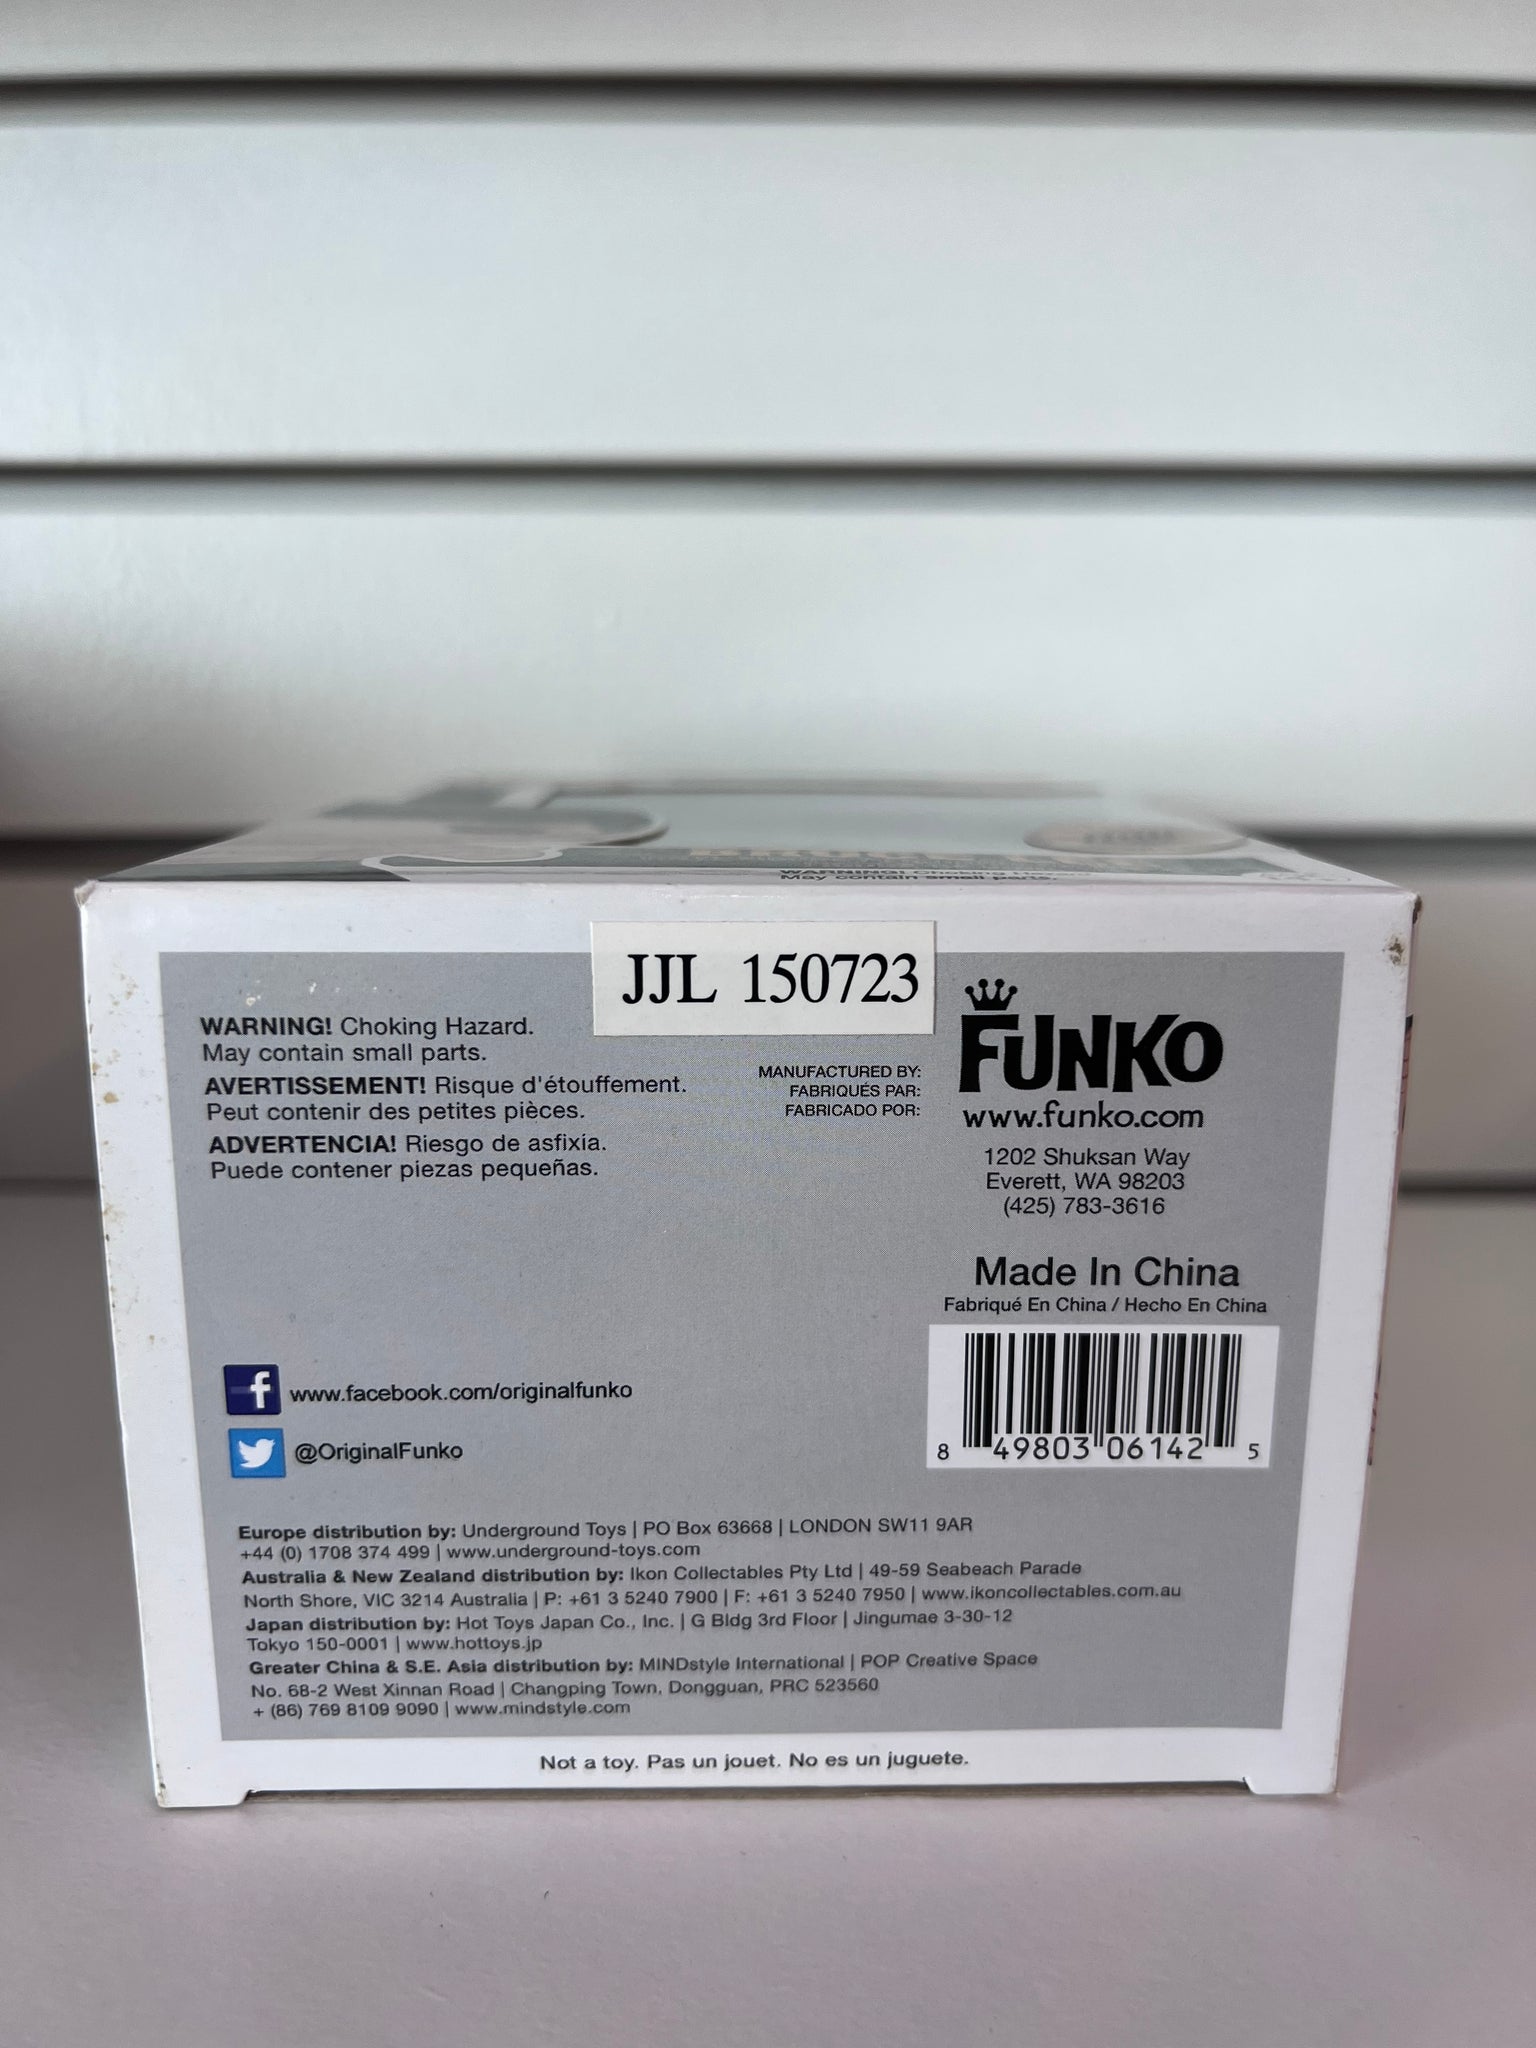 WARNING! Choking Hazard
May contain small parts.
JJL 150723
WARNING! Choking Hazard.
May contain small parts.
AVERTISSEMENT! Risque d'étouffement.
Peut contenir des petites pièces.
ADVERTENCIA! Riesgo de asfixia.
Puede contener piezas pequeñas.
MANUFACTURED BY:
FABRIQUÉS PAR:
FABRICADO POR:
FUNKO
www.funko.com
1202 Shuksan Way
Everett, WA 98203
(425) 783-3616
Made In China
Fabriqué En China / Hecho En China
8 49803 06142 5
f www.facebook.com/originalfunko
@OriginalFunko
Europe distribution by: Underground Toys | PO Box 63668 | LONDON SW11 9AR
+44 (0) 1708 374 499 | www.underground-toys.com
Australia & New Zealand distribution by: Ikon Collectables Pty Ltd | 49-59 Seabeach Parade
North Shore, VIC 3214 Australia | P: +61 3 5240 7900 | F: +61 3 5240 7950 | www.ikoncollectables.com.au
Japan distribution by: Hot Toys Japan Co., Inc. | G Bldg 3rd Floor | Jingumae 3-30-12
Tokyo 150-0001 | www.hottoys.jp
Greater China & S.E. Asia distribution by: MINDstyle International | POP Creative Space
No. 68-2 West Xinnan Road | Changping Town, Dongguan, PRC 523560
+ (86) 769 8109 9090 | www.mindstyle.com
Not a toy. Pas un jouet. No es un juguete.